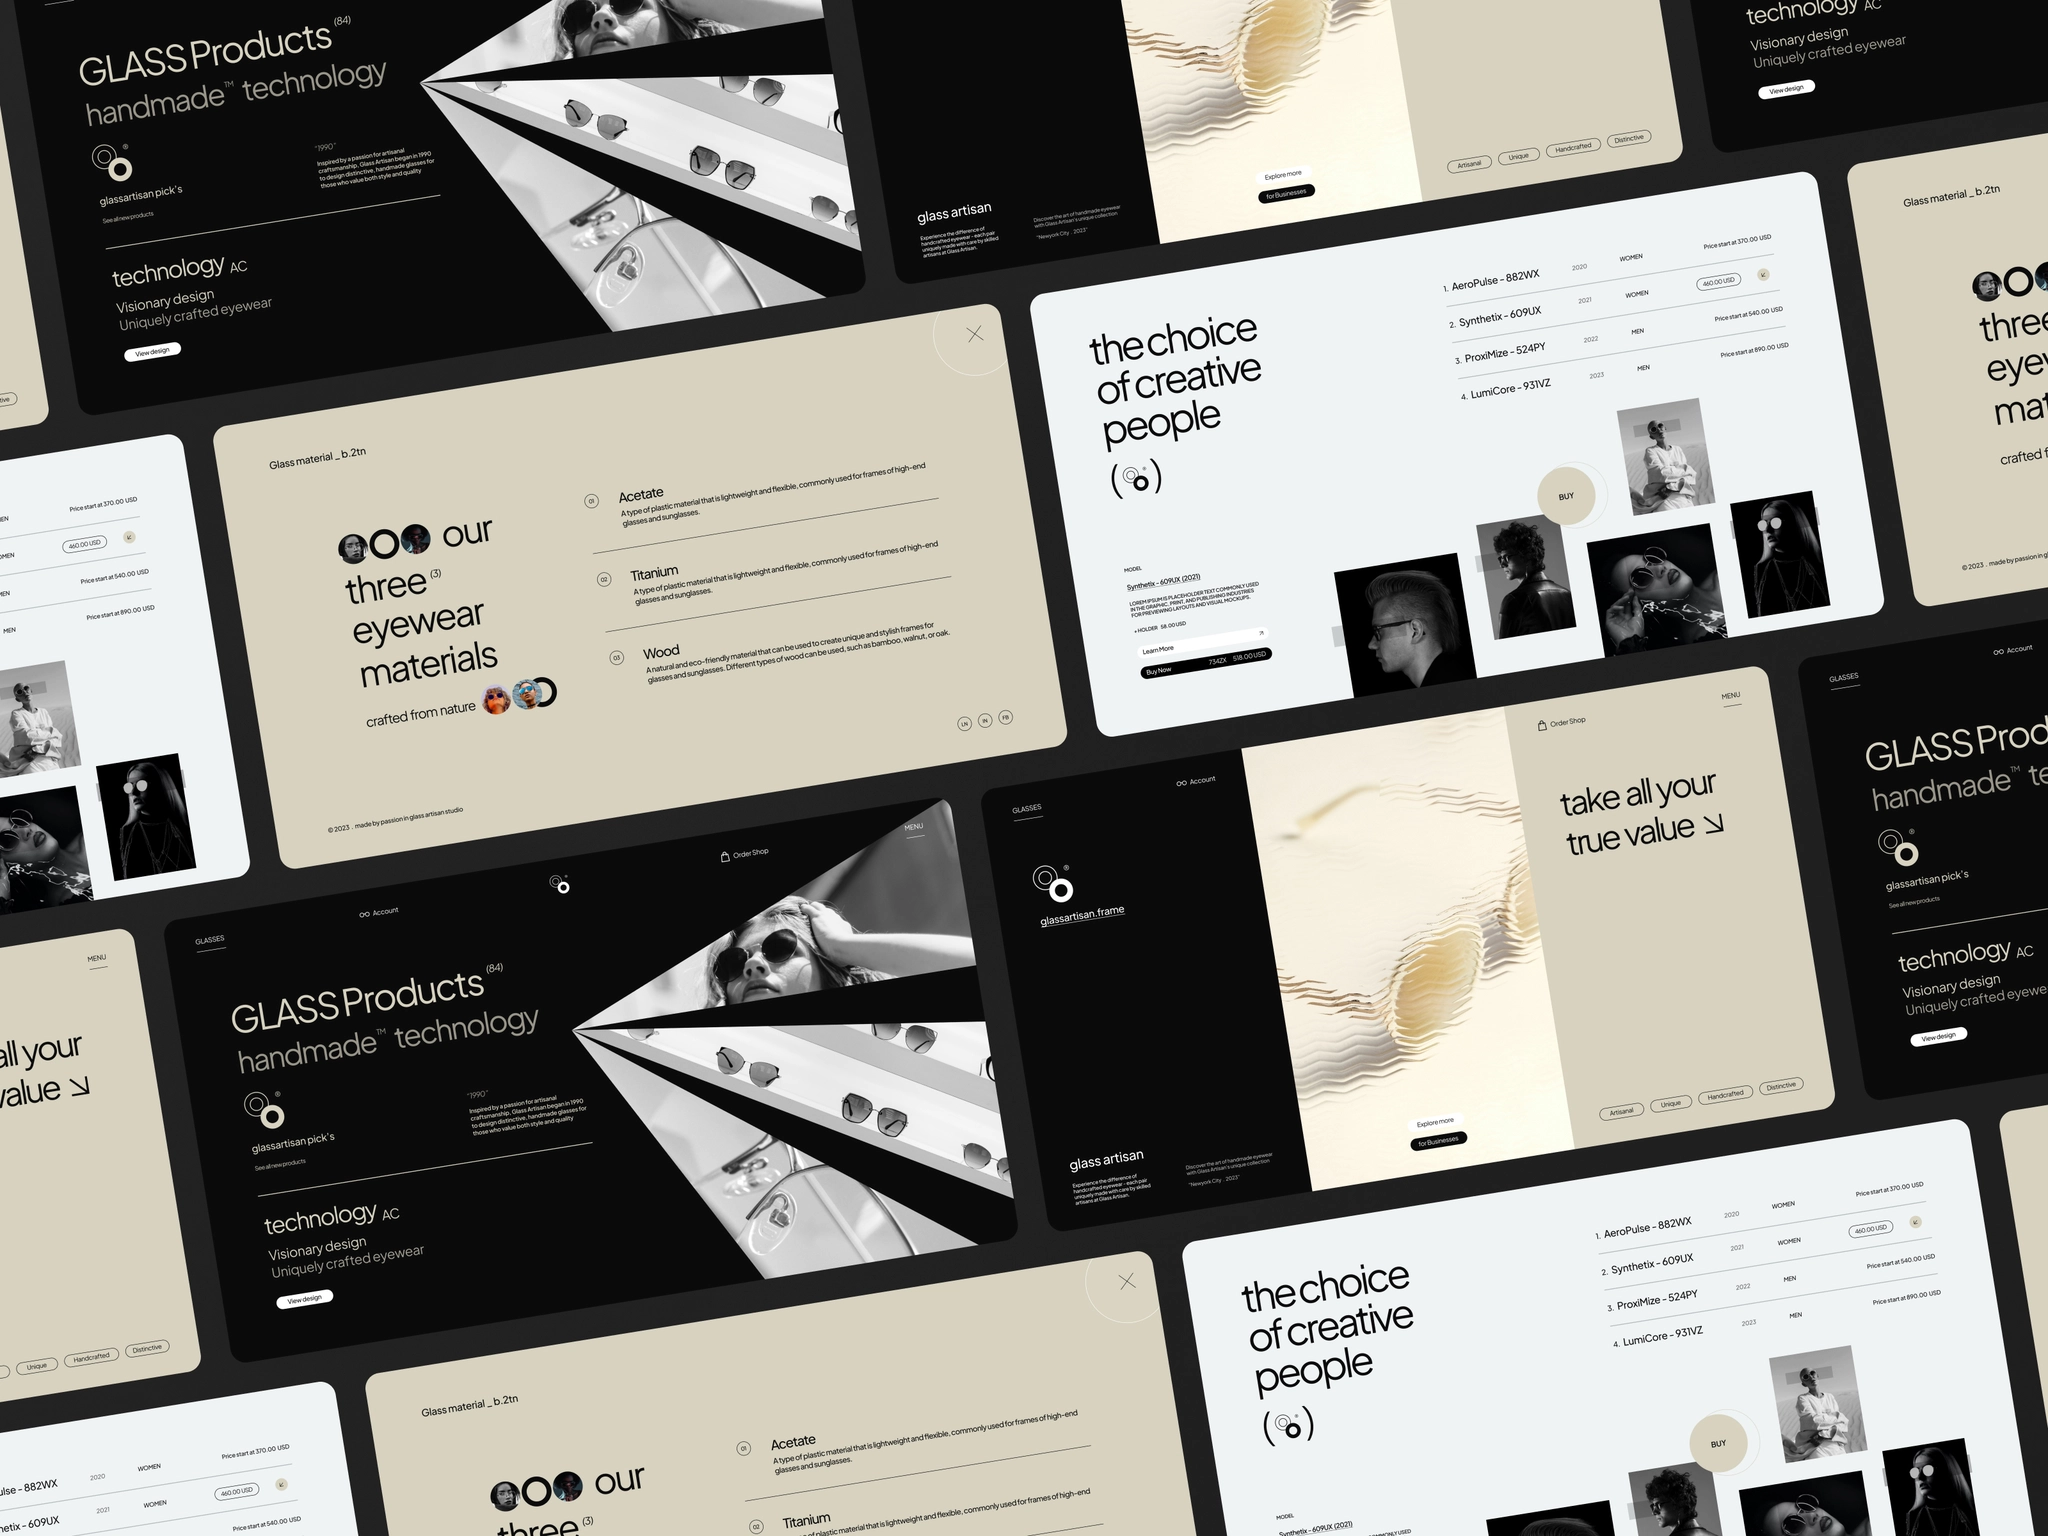 GLASS Products (84)
handmade™ technology
®
glassartisan pick's
See all new products
"1990"
Inspired by a passion for artisanal
craftsmanship, Glass Artisan began in 1990
to design distinctive, handmade glasses for
those who value both style and quality
technology AC
Visionary design
Uniquely crafted eyewear
View design
glass artisan
Experience the difference of
handcrafted eyewear - each pair
uniquely made with care by skilled
artisans at Glass Artisan.
Discover the art of handmade eyewear
with Glass Artisan's unique collection
"Newyork City . 2023"
Explore more
for Businesses
Artisanal
Unique
Handcrafted
Distinctive
technology AC
Visionary design
Uniquely crafted eyewear
View design
Price start at 370.00 USD
460.00 USD
Price start at 540.00 USD
Price start at 890.00 USD
Glass material _ b.2tn
our
three (3)
eyewear
materials
crafted from nature
01
Acetate
A type of plastic material that is lightweight and flexible, commonly used for frames of high-end
glasses and sunglasses.
02
Titanium
A type of plastic material that is lightweight and flexible, commonly used for frames of high-end
glasses and sunglasses.
03
Wood
A natural and eco-friendly material that can be used to create unique and stylish frames for
glasses and sunglasses. Different types of wood can be used, such as bamboo, walnut, or oak.
LN
IN
FB
© 2023 . made by passion in glass artisan studio
the choice
of creative
people
1. AeroPulse - 882WX 2020 WOMEN Price start at 370.00 USD
2. Synthetix - 609UX 2021 WOMEN 460.00 USD
3. ProxiMize - 524PY 2022 MEN Price start at 540.00 USD
4. LumiCore - 931VZ 2023 MEN Price start at 890.00 USD
BUY
MODEL
Synthetix - 609UX (2021)
LOREM IPSUM IS PLACEHOLDER TEXT COMMONLY USED
IN THE GRAPHIC, PRINT, AND PUBLISHING INDUSTRIES
FOR PREVIEWING LAYOUTS AND VISUAL MOCKUPS.
+ HOLDER 58.00 USD
Learn More
Buy Now 734ZX 518.00 USD
Glass material _ b.2tn
three
crafted
MENU
all your
value
Unique
Handcrafted
Distinctive
GLASSES
Account
Order Shop
MENU
GLASS Products (84)
handmade™ technology
®
glassartisan pick's
See all new products
"1990"
Inspired by a passion for artisanal
craftsmanship, Glass Artisan began in 1990
to design distinctive, handmade glasses for
those who value both style and quality
technology AC
Visionary design
Uniquely crafted eyewear
View design
GLASSES
Account
®
glassartisan.frame
glass artisan
Experience the difference of
handcrafted eyewear - each pair
uniquely made with care by skilled
artisans at Glass Artisan.
Discover the art of handmade eyewear
with Glass Artisan's unique collection
"Newyork City . 2023"
Explore more
for Businesses
Order Shop
MENU
take all your
true value
Artisanal
Unique
Handcrafted
Distinctive
GLASSES
Account
GLASS
handmade™
®
glassartisan pick's
See all new products
technology AC
Visionary design
Uniquely crafted
View design
882WX 2020 WOMEN Price start at 370.00 USD
609UX 2021 WOMEN 460.00 USD
Price start at 540.00 USD
Glass material _ b.2tn
our
three (3)
01
Acetate
A type of plastic material that is lightweight and flexible, commonly used for frames of high-end
glasses and sunglasses.
02
Titanium
of plastic material that is lightweight and flexible, commonly used for frames of high-end
the choice
of creative
people
1. AeroPulse - 882WX 2020 WOMEN Price start at 370.00 USD
2. Synthetix - 609UX 2021 WOMEN 460.00 USD
3. ProxiMize - 524PY 2022 MEN Price start at 540.00 USD
4. LumiCore - 931VZ 2023 MEN Price start at 890.00 USD
BUY
MODEL
Synthetix - 609UX (2021)